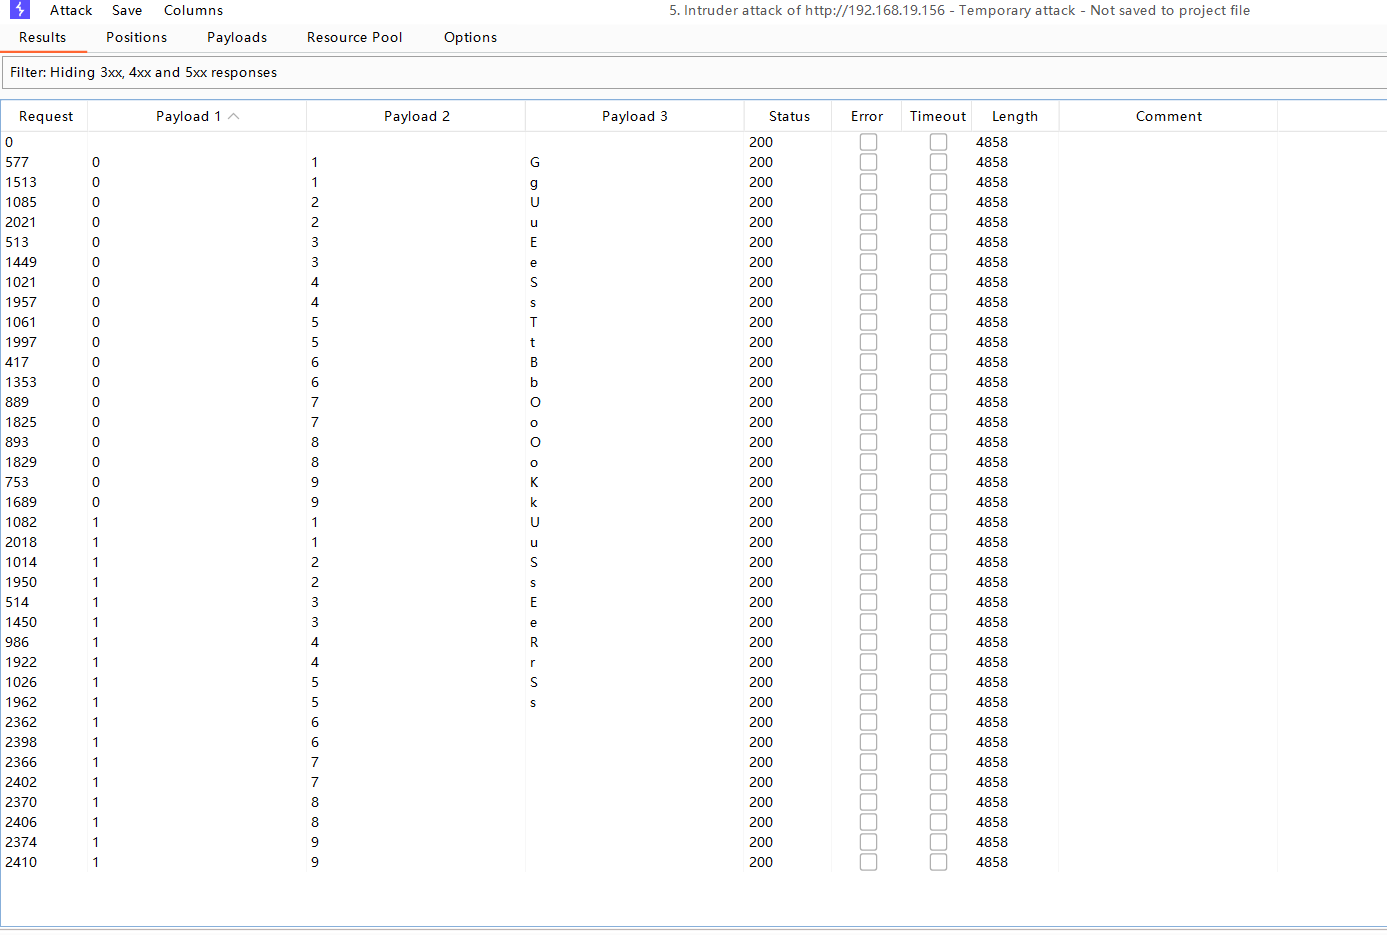 Attack Save Columns 5. Intruder attack of http://192.168.19.156 - Temporary attack - Not saved to project file
Results Positions Payloads Resource Pool Options
Filter: Hiding 3xx, 4xx and 5xx responses
Request Payload 1 Payload 2 Payload 3 Status Error Timeout Length Comment
0 200 4858
577 0 1 G 200 4858
1513 0 1 g 200 4858
1085 0 2 U 200 4858
2021 0 2 u 200 4858
513 0 3 E 200 4858
1449 0 3 e 200 4858
1021 0 4 S 200 4858
1957 0 4 s 200 4858
1061 0 5 T 200 4858
1997 0 5 t 200 4858
417 0 6 B 200 4858
1353 0 6 b 200 4858
889 0 7 O 200 4858
1825 0 7 o 200 4858
893 0 8 O 200 4858
1829 0 8 o 200 4858
753 0 9 K 200 4858
1689 0 9 k 200 4858
1082 1 1 U 200 4858
2018 1 1 u 200 4858
1014 1 2 S 200 4858
1950 1 2 s 200 4858
514 1 3 E 200 4858
1450 1 3 e 200 4858
986 1 4 R 200 4858
1922 1 4 r 200 4858
1026 1 5 S 200 4858
1962 1 5 s 200 4858
2362 1 6 200 4858
2398 1 6 200 4858
2366 1 7 200 4858
2402 1 7 200 4858
2370 1 8 200 4858
2406 1 8 200 4858
2374 1 9 200 4858
2410 1 9 200 4858